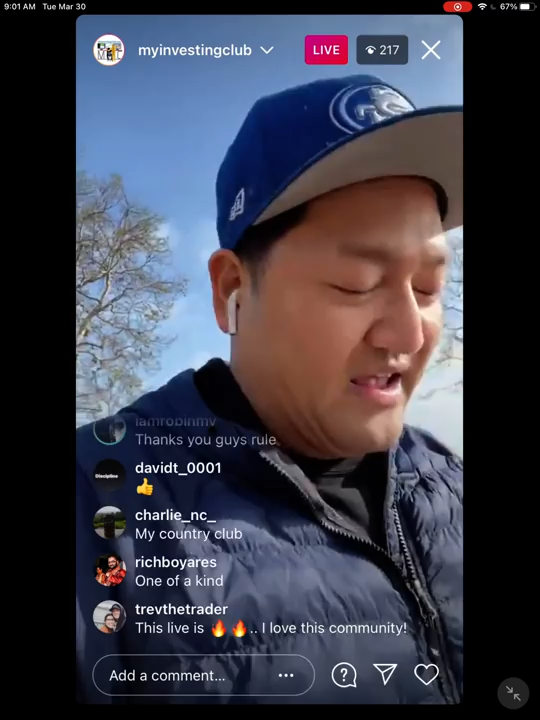 9:01 AM Tue Mar 30
67%
myinvestingclub
LIVE
217
iamrobinmv
Thanks you guys rule
davidt_0001
👍
charlie_nc_
My country club
richboyares
One of a kind
trevthetrader
This live is 🔥🔥.. I love this community!
Add a comment...